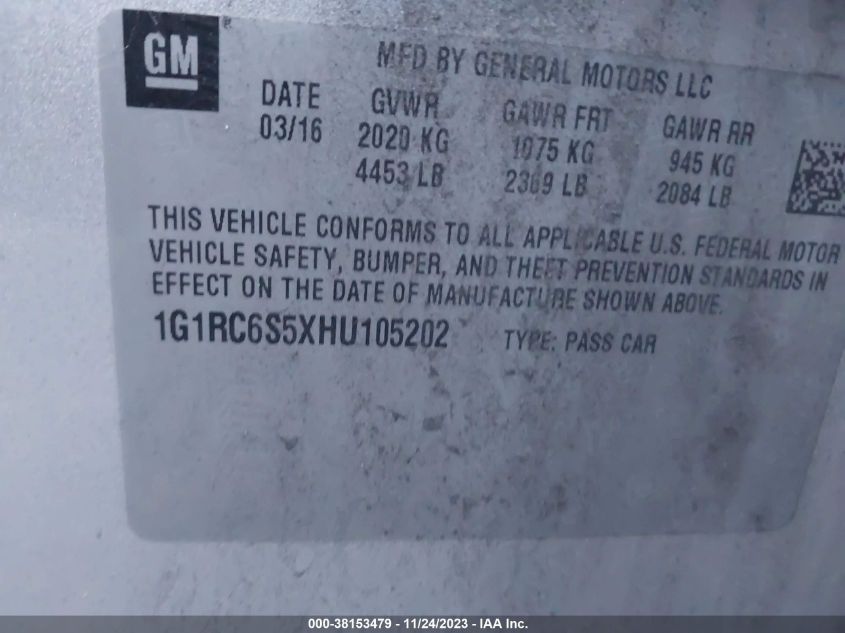 GM
MFD BY GENERAL MOTORS LLC
DATE GVWR GAWR FRT GAWR RR
03/16 2020 KG 1075 KG 945 KG
4453 LB 2369 LB 2084 LB
THIS VEHICLE CONFORMS TO ALL APPLICABLE U.S. FEDERAL MOTOR
VEHICLE SAFETY, BUMPER, AND THEFT PREVENTION STANDARDS IN
EFFECT ON THE DATE OF MANUFACTURE SHOWN ABOVE.
1G1RC6S5XHU105202 TYPE: PASS CAR
000-38153479 - 11/24/2023 - IAA Inc.